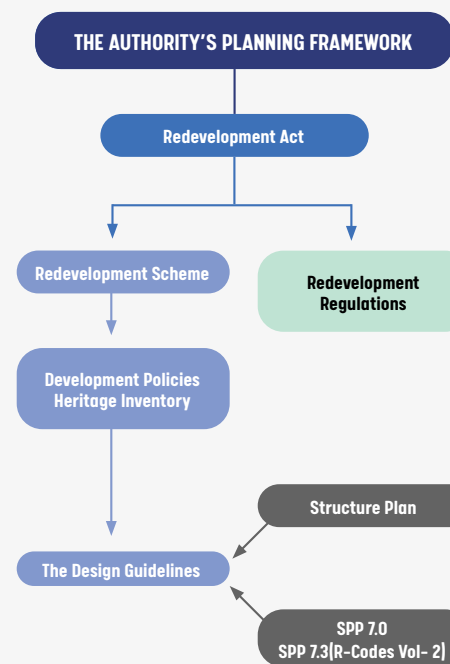 THE AUTHORITY'S PLANNING FRAMEWORK
Redevelopment Act
Redevelopment Scheme
Redevelopment
Regulations
Development Policies
Heritage Inventory
Structure Plan
The Design Guidelines
SPP 7.0
SPP 7.3(R-Codes Vol- 2)